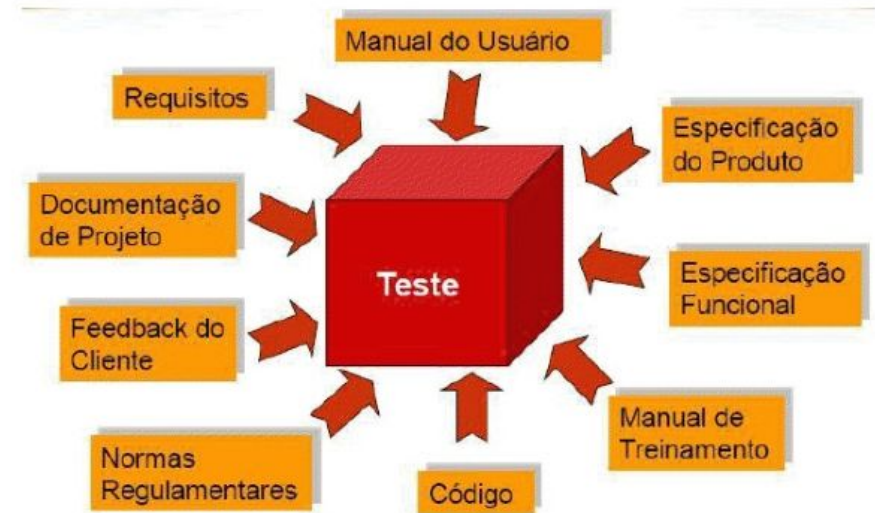 Manual do Usuário
Requisitos
Especificação
do Produto
Documentação
de Projeto
Teste
Especificação
Funcional
Feedback do
Cliente
Manual de
Treinamento
Normas
Regulamentares
Código